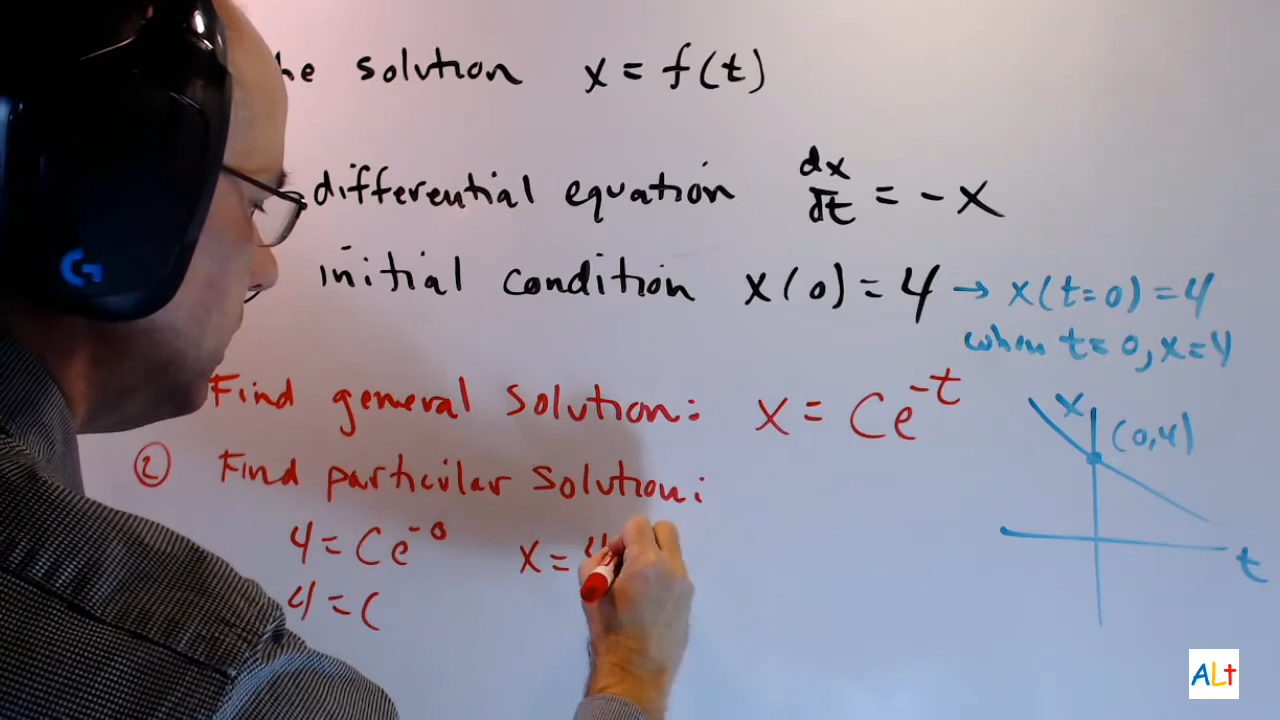 he solution x = f(t)
differential equation dx/dt = -x
initial condition x(0) = 4 → x(t=0) = 4
when t=0, x=4
Find general solution: x = Ce^-t
② Find particular solution:
4 = Ce^-0 x = 4
4 = C
x
(0,4)
t
G
ALt